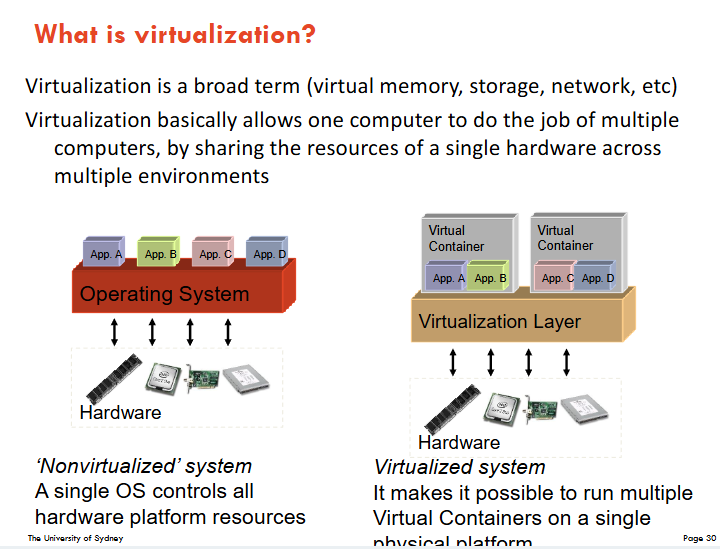 What is virtualization?
Virtualization is a broad term (virtual memory, storage, network, etc)
Virtualization basically allows one computer to do the job of multiple
computers, by sharing the resources of a single hardware across
multiple environments
App. A App. B App. C App. D
Operating System
Hardware
'Nonvirtualized' system
A single OS controls all
hardware platform resources
Virtual
Container
Virtual
Container
App. A App. B App. C App. D
Virtualization Layer
Hardware
Virtualized system
It makes it possible to run multiple
Virtual Containers on a single
physical platform
The University of Sydney
Page 30